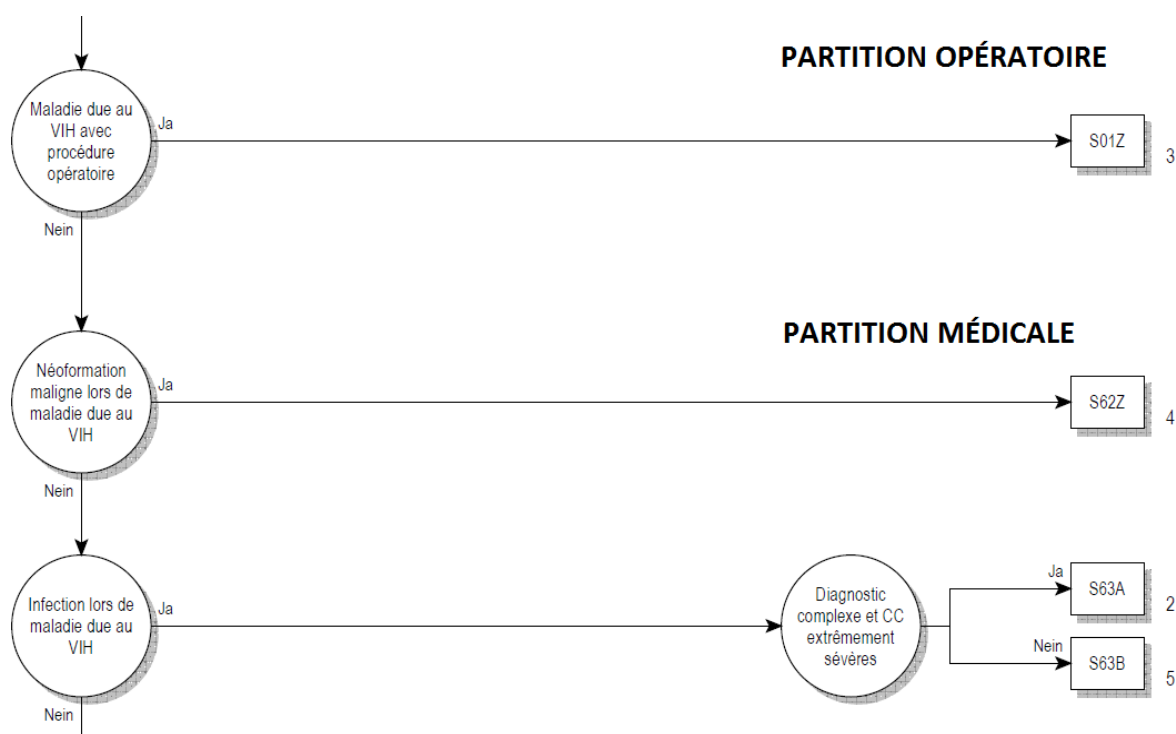 PARTITION OPÉRATOIRE
Maladie due au
VIH avec
procédure
opératoire
Ja
S01Z
3
Nein
PARTITION MÉDICALE
Néoformation
maligne lors de
maladie due au
VIH
Ja
S62Z
4
Nein
Infection lors de
maladie due au
VIH
Ja
Diagnostic
complexe et CC
extrêmement
sévères
Ja
S63A
2
Nein
S63B
5
Nein